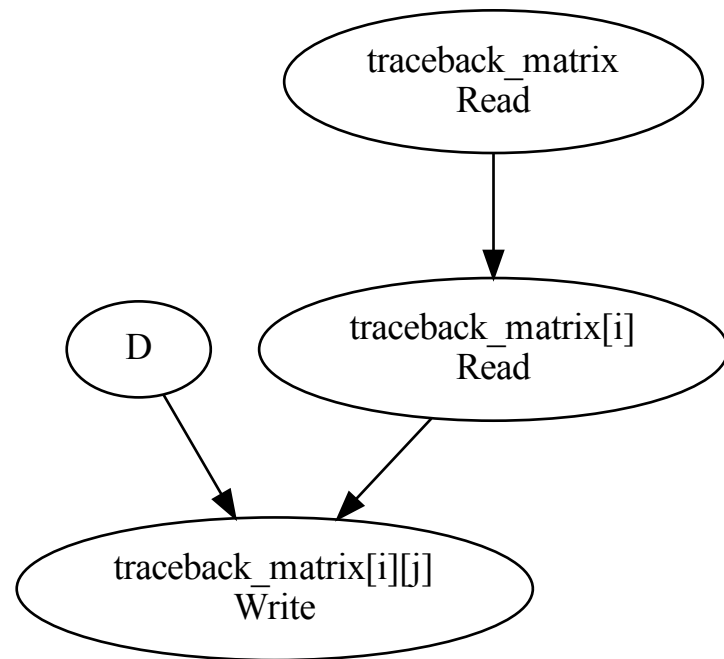 traceback_matrix
Read
D
traceback_matrix[i]
Read
traceback_matrix[i][j]
Write